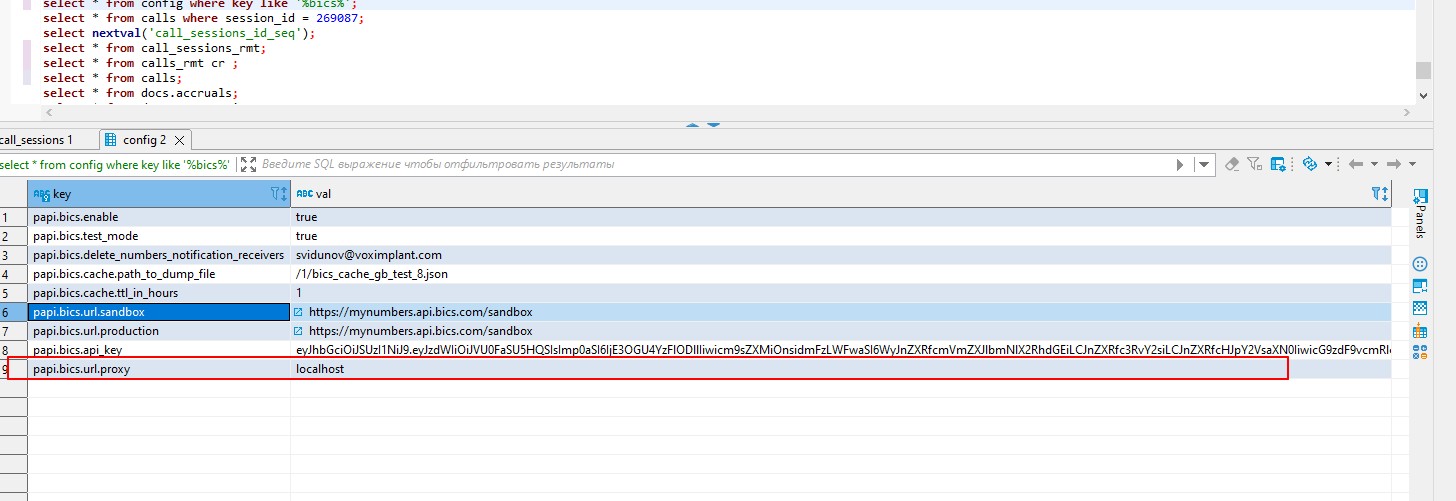 select * from config where key like '%bics%';
select * from calls where session_id = 269087;
select nextval('call_sessions_id_seq');
select * from call_sessions_rmt;
select * from calls_rmt cr ;
select * from calls;
select * from docs.accruals;
call_sessions 1 config 2
select * from config where key like '%bics%' Введите SQL выражение чтобы отфильтровать результаты
key val
1 papi.bics.enable true
2 papi.bics.test_mode true
3 papi.bics.delete_numbers_notification_receivers svidunov@voximplant.com
4 papi.bics.cache.path_to_dump_file /1/bics_cache_gb_test_8.json
5 papi.bics.cache.ttl_in_hours 1
6 papi.bics.url.sandbox https://mynumbers.api.bics.com/sandbox
7 papi.bics.url.production https://mynumbers.api.bics.com/sandbox
8 papi.bics.api_key
9 papi.bics.url.proxy localhost
Panels